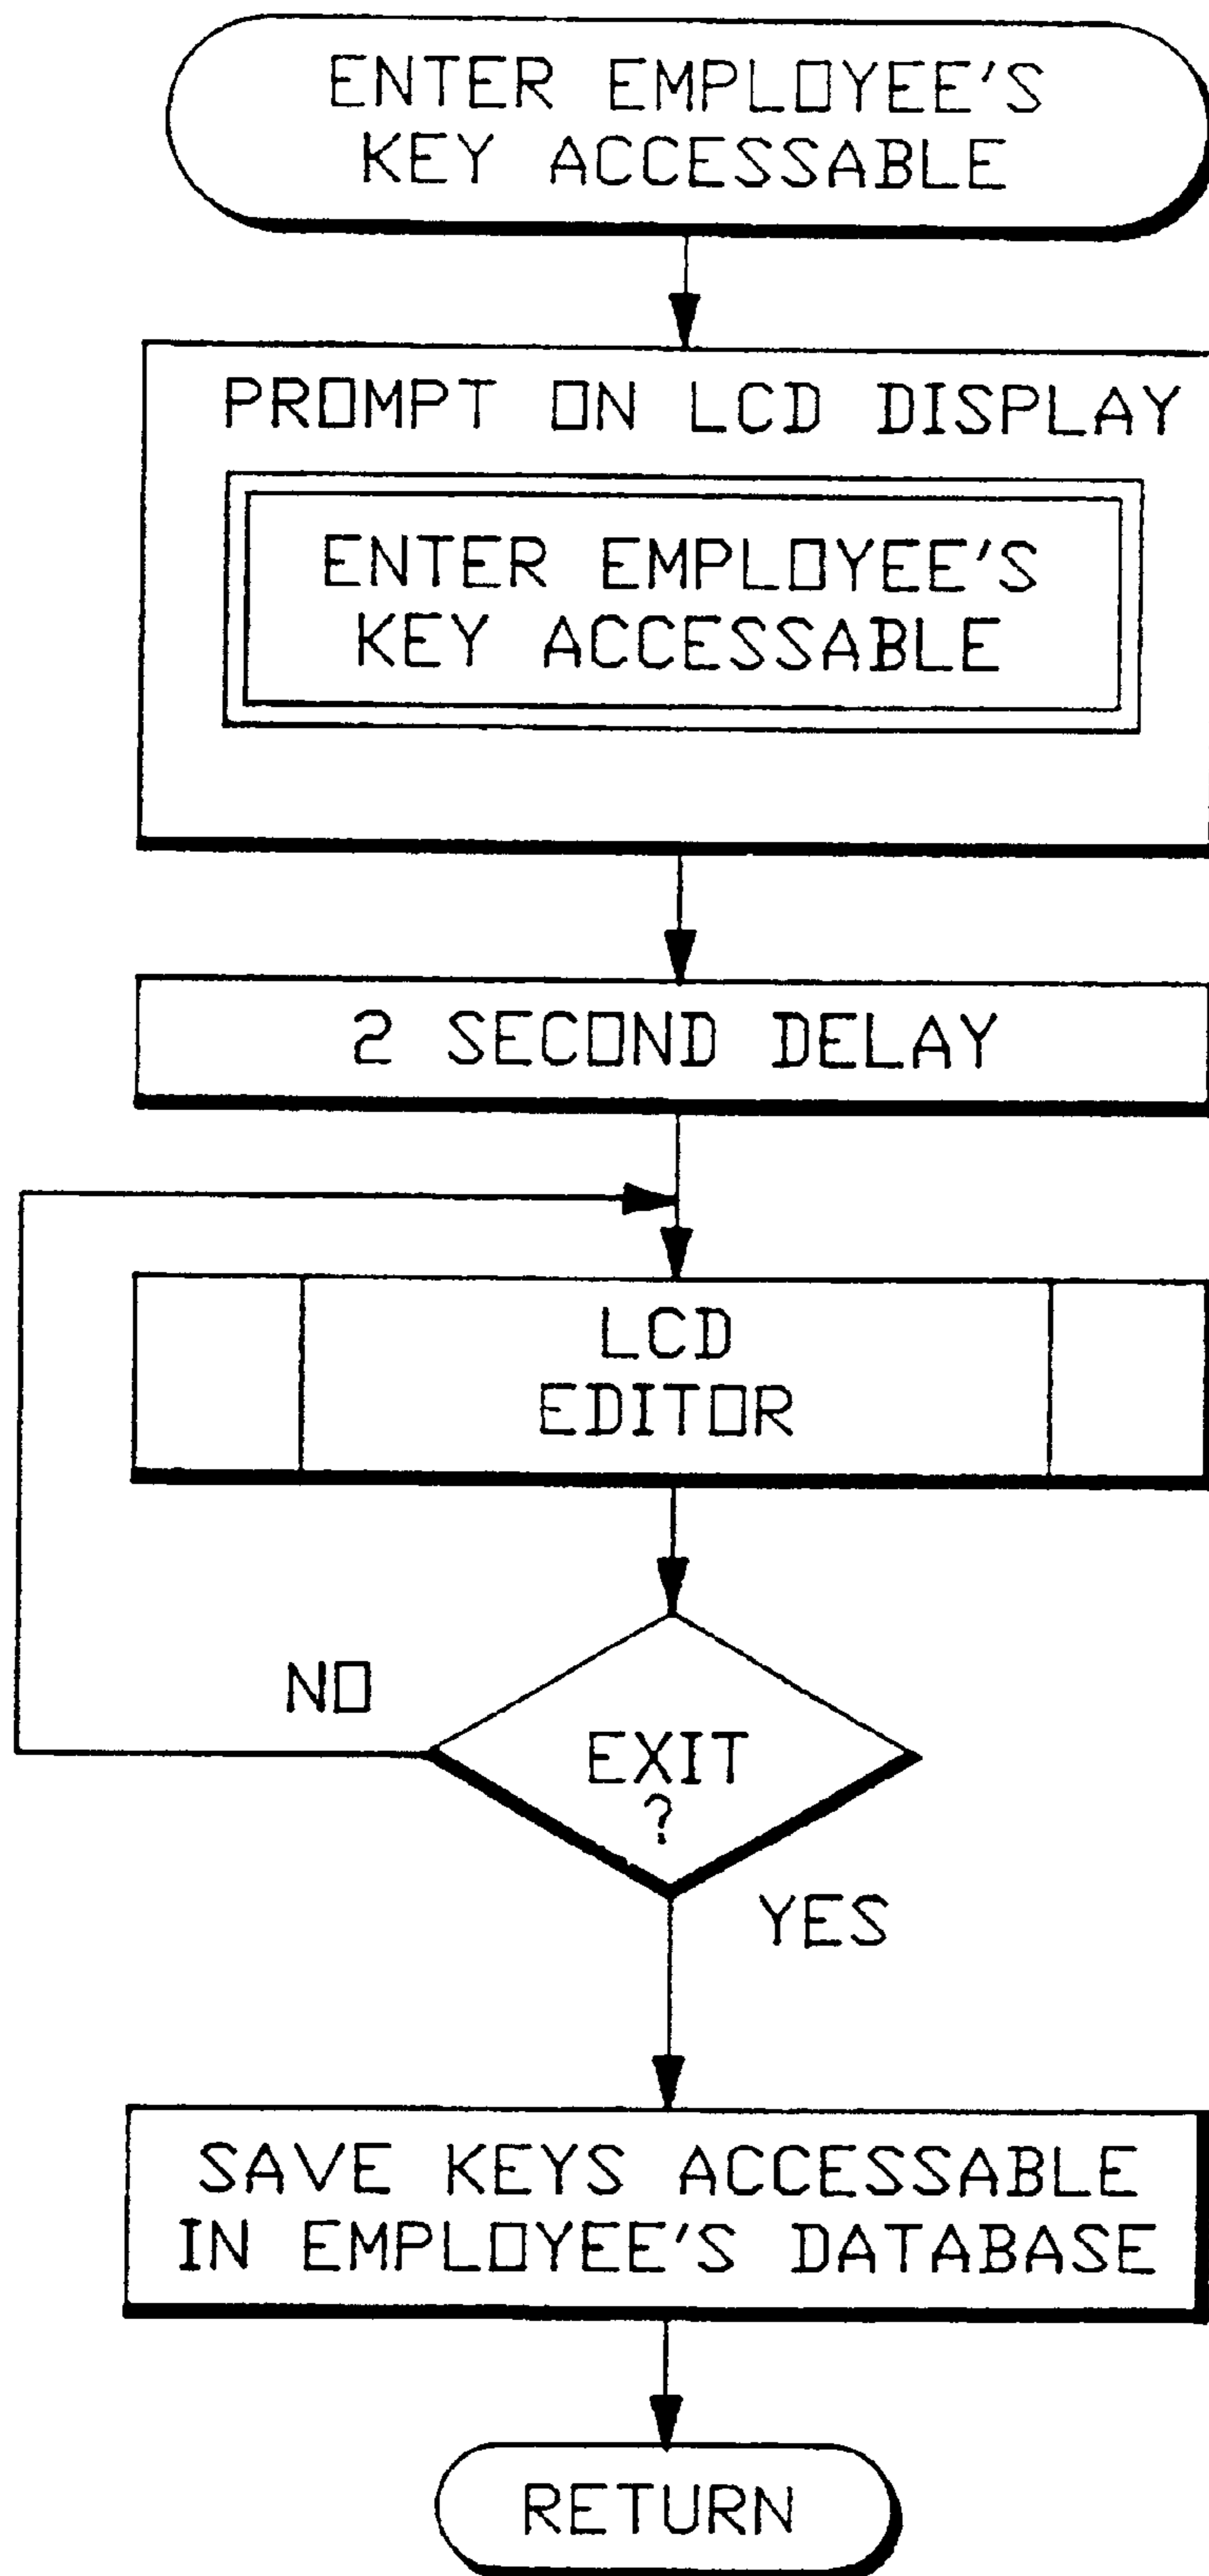 ENTER EMPLOYEE'S
KEY ACCESSABLE
PROMPT ON LCD DISPLAY
ENTER EMPLOYEE'S
KEY ACCESSABLE
2 SECOND DELAY
LCD
EDITOR
NO
EXIT
?
YES
SAVE KEYS ACCESSABLE
IN EMPLOYEE'S DATABASE
RETURN